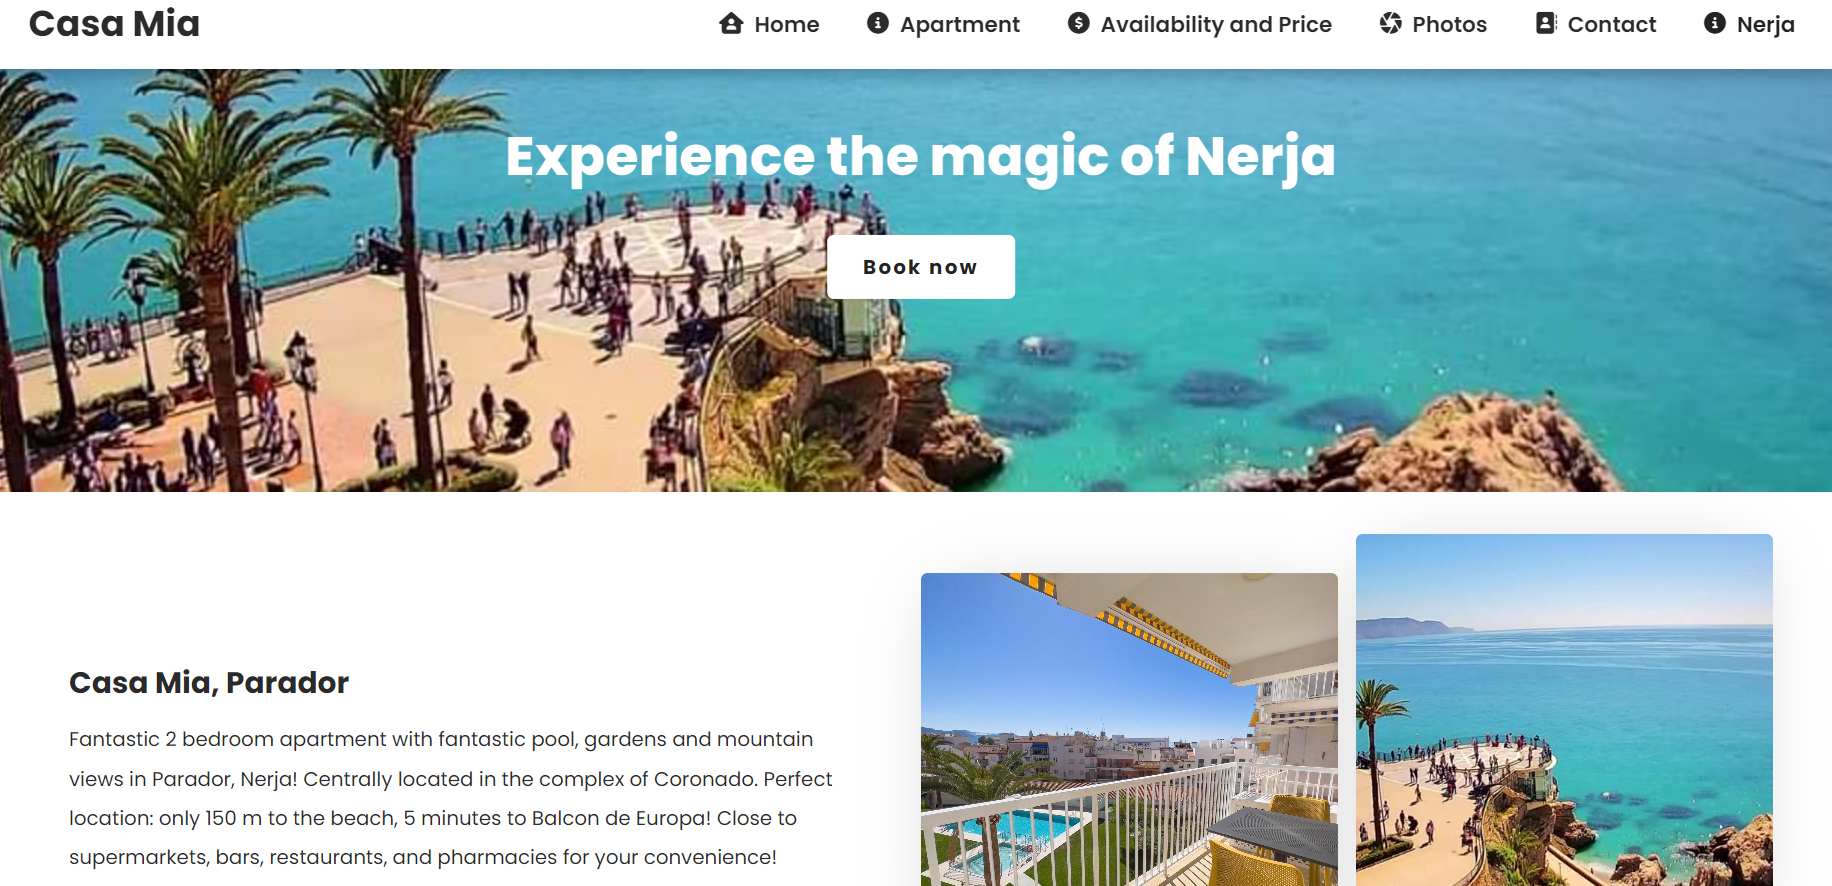 Casa Mia
Home
Apartment
Availability and Price
Photos
Contact
Nerja
Experience the magic of Nerja
Book now
Casa Mia, Parador
Fantastic 2 bedroom apartment with fantastic pool, gardens and mountain
views in Parador, Nerja! Centrally located in the complex of Coronado. Perfect
location: only 150 m to the beach, 5 minutes to Balcon de Europa! Close to
supermarkets, bars, restaurants, and pharmacies for your convenience!